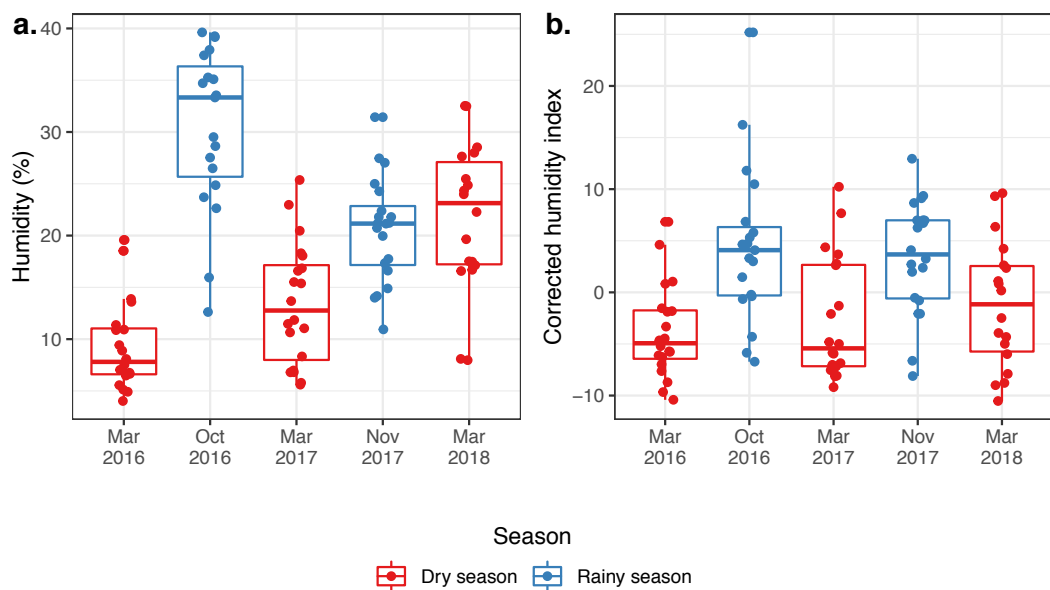 a.
Humidity (%)
40
30
20
10
Mar
2016
Oct
2016
Mar
2017
Nov
2017
Mar
2018
b.
Corrected humidity index
20
10
0
−10
Mar
2016
Oct
2016
Mar
2017
Nov
2017
Mar
2018
Season
Dry season
Rainy season